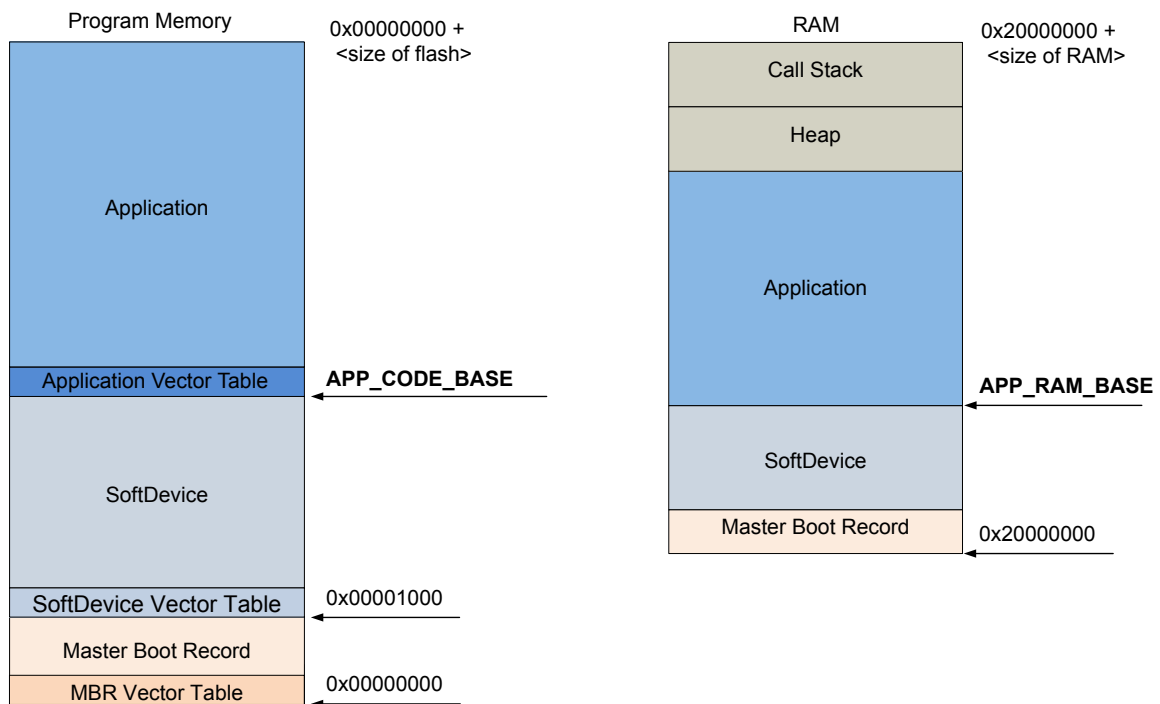 Program Memory
0x00000000 +
<size of flash>
Application
Application Vector Table
APP_CODE_BASE
SoftDevice
SoftDevice Vector Table
0x00001000
Master Boot Record
MBR Vector Table
0x00000000
RAM
0x20000000 +
<size of RAM>
Call Stack
Heap
Application
APP_RAM_BASE
SoftDevice
Master Boot Record
0x20000000